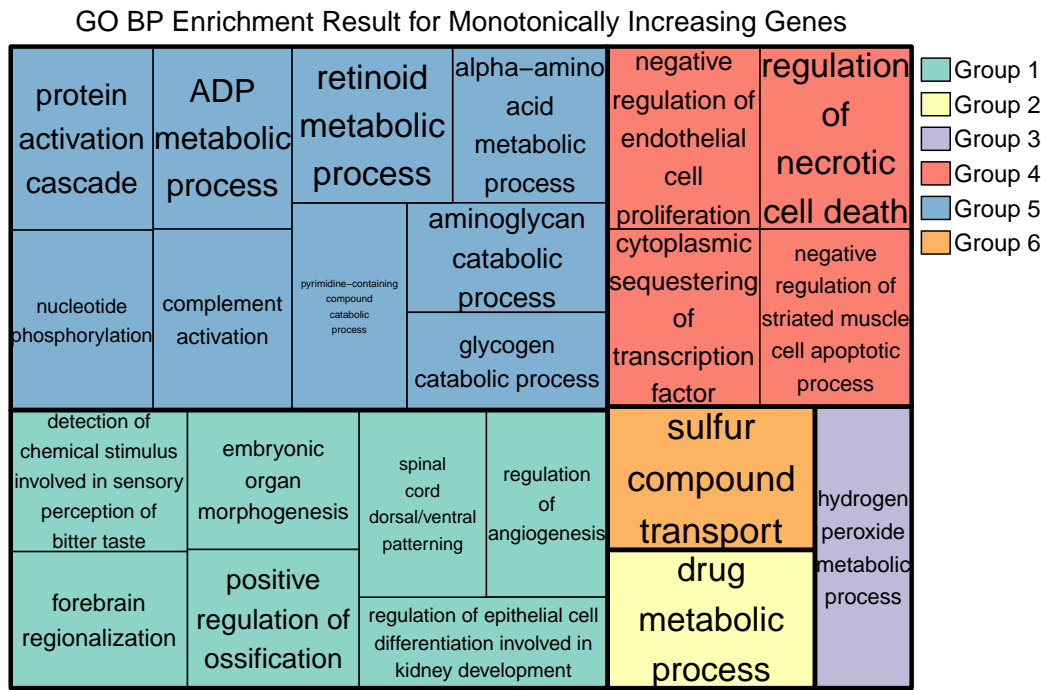 GO BP Enrichment Result for Monotonically Increasing Genes
protein
activation
cascade
ADP
metabolic
process
retinoid
metabolic
process
alpha−amino
acid
metabolic
process
nucleotide
phosphorylation
complement
activation
pyrimidine−containing
compound
catabolic
process
aminoglycan
catabolic
process
glycogen
catabolic process
negative
regulation of
endothelial
cell
proliferation
regulation
of
necrotic
cell death
cytoplasmic
sequestering
of
transcription
factor
negative
regulation of
striated muscle
cell apoptotic
process
detection of
chemical stimulus
involved in sensory
perception of
bitter taste
embryonic
organ
morphogenesis
spinal
cord
dorsal/ventral
patterning
regulation
of
angiogenesis
forebrain
regionalization
positive
regulation of
ossification
regulation of epithelial cell
differentiation involved in
kidney development
sulfur
compound
transport
drug
metabolic
process
hydrogen
peroxide
metabolic
process
Group 1
Group 2
Group 3
Group 4
Group 5
Group 6